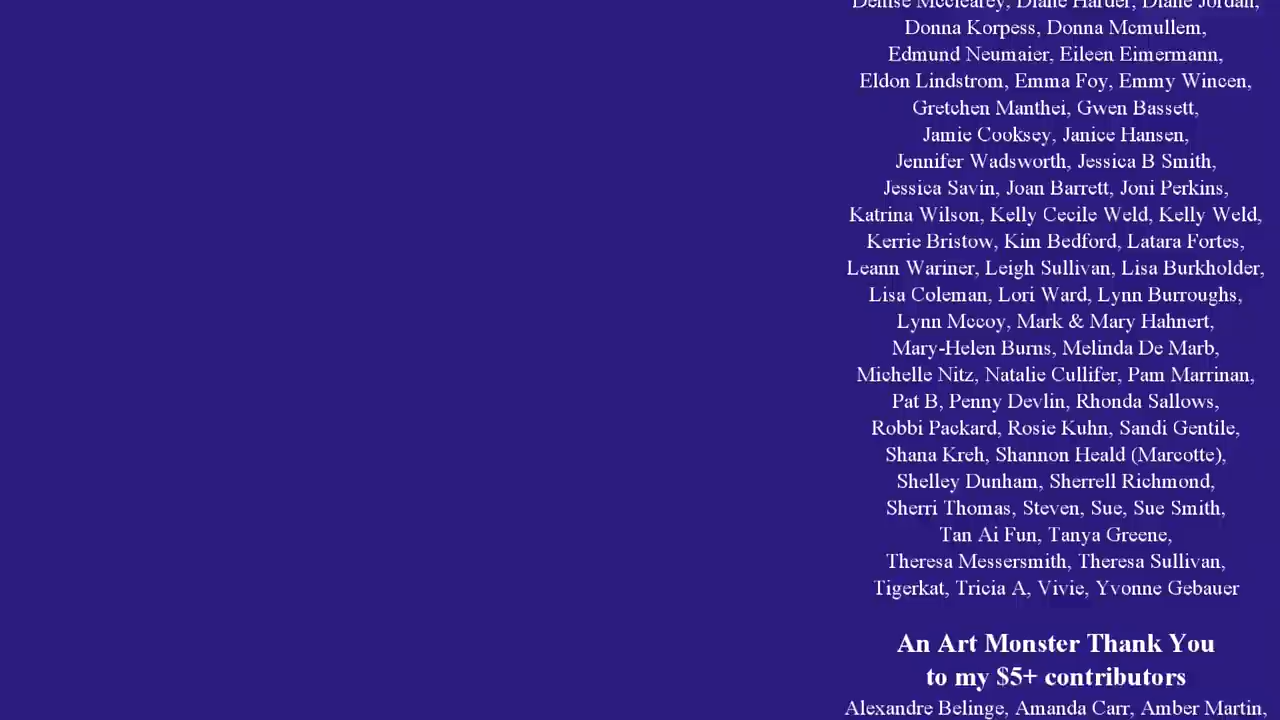 Denise Mcclearey, Diane Harder, Diane Jordan,
Donna Korpess, Donna Mcmullem,
Edmund Neumaier, Eileen Eimermann,
Eldon Lindstrom, Emma Foy, Emmy Wincen,
Gretchen Manthei, Gwen Bassett,
Jamie Cooksey, Janice Hansen,
Jennifer Wadsworth, Jessica B Smith,
Jessica Savin, Joan Barrett, Joni Perkins,
Katrina Wilson, Kelly Cecile Weld, Kelly Weld,
Kerrie Bristow, Kim Bedford, Latara Fortes,
Leann Wariner, Leigh Sullivan, Lisa Burkholder,
Lisa Coleman, Lori Ward, Lynn Burroughs,
Lynn Mccoy, Mark & Mary Hahnert,
Mary-Helen Burns, Melinda De Marb,
Michelle Nitz, Natalie Cullifer, Pam Marrinan,
Pat B, Penny Devlin, Rhonda Sallows,
Robbi Packard, Rosie Kuhn, Sandi Gentile,
Shana Kreh, Shannon Heald (Marcotte),
Shelley Dunham, Sherrell Richmond,
Sherri Thomas, Steven, Sue, Sue Smith,
Tan Ai Fun, Tanya Greene,
Theresa Messersmith, Theresa Sullivan,
Tigerkat, Tricia A, Vivie, Yvonne Gebauer
An Art Monster Thank You
to my $5+ contributors
Alexandre Belinge, Amanda Carr, Amber Martin,